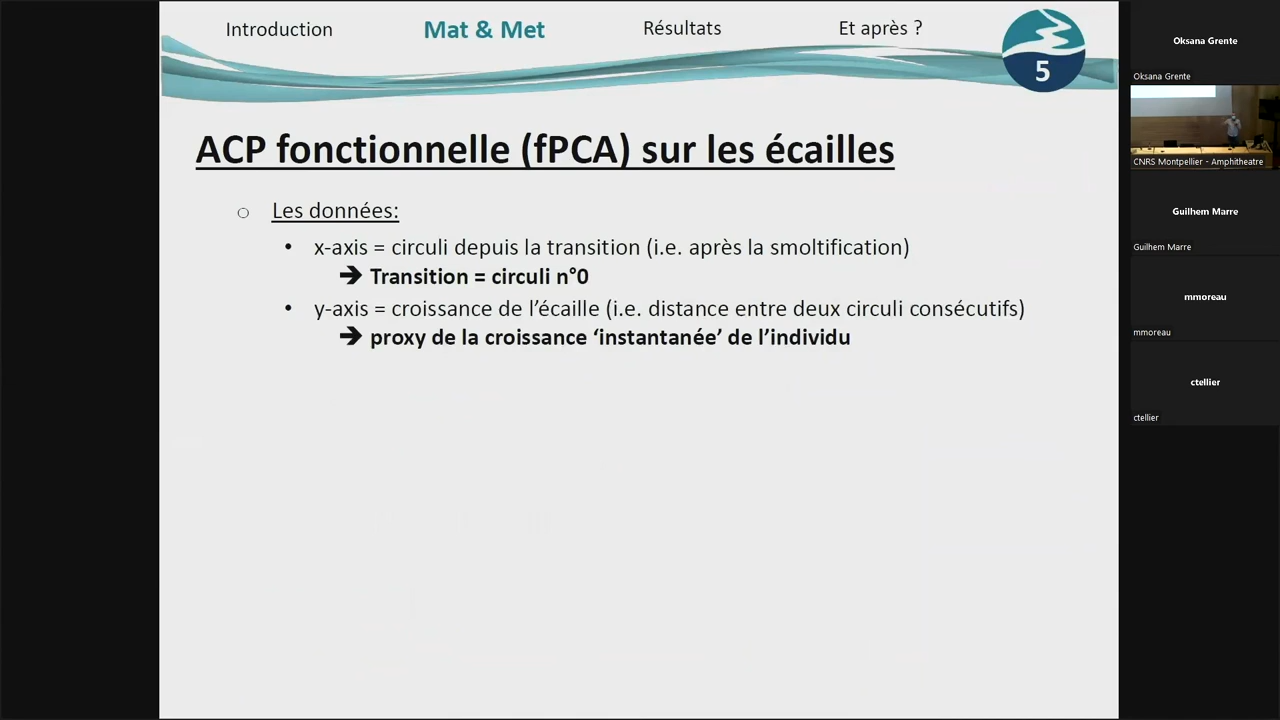 Introduction
Mat & Met
Résultats
Et après ?
5
ACP fonctionnelle (fPCA) sur les écailles
Les données:
x-axis = circuli depuis la transition (i.e. après la smoltification)
➔ Transition = circuli n°0
y-axis = croissance de l’écaille (i.e. distance entre deux circuli consécutifs)
➔ proxy de la croissance ‘instantanée’ de l’individu
Oksana Grente
Oksana Grente
CNRS Montpellier - Amphitheatre
Guilhem Marre
Guilhem Marre
mmoreau
mmoreau
ctellier
ctellier